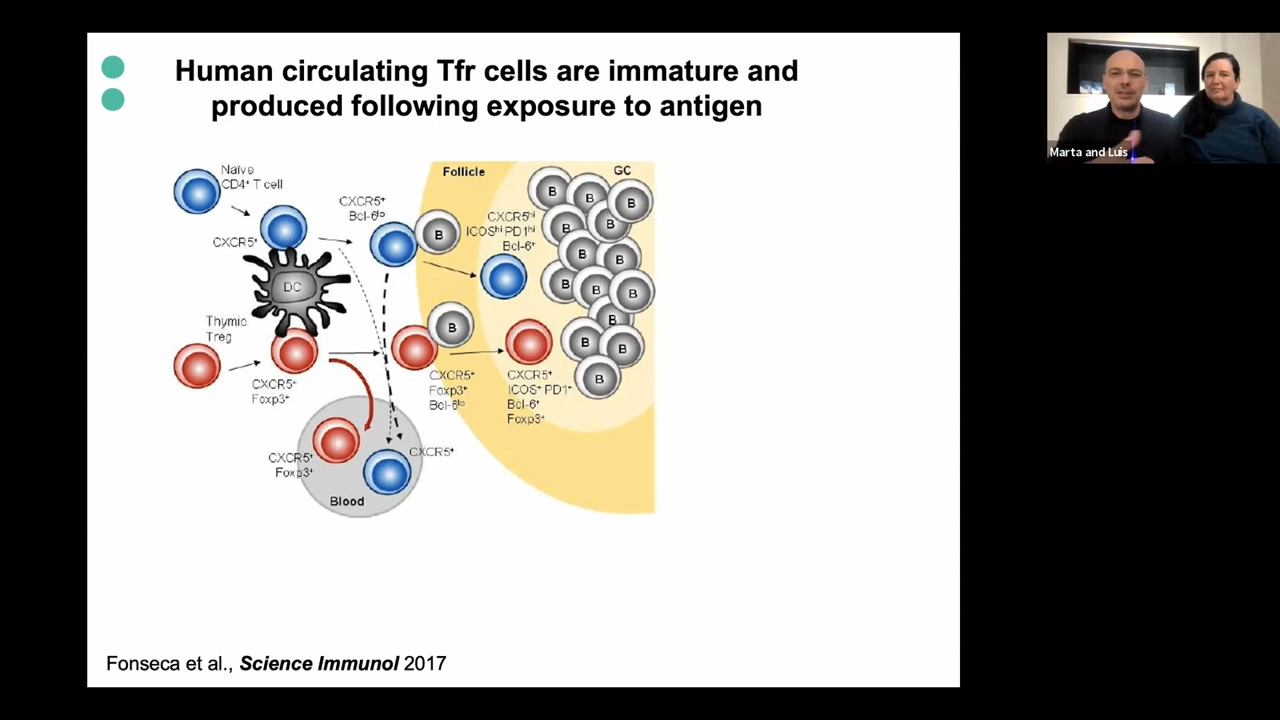 Human circulating Tfr cells are immature and
produced following exposure to antigen
Naïve
CD4⁺ T cell
CXCR5⁺
DC
Thymic
Treg
CXCR5⁺
Foxp3⁺
CXCR5⁺
Bcl-6ˡᵒ
B
Follicle
GC
CXCR5ʰⁱ
ICOSʰⁱ PD1ʰⁱ
Bcl-6⁺
B
CXCR5⁺
Foxp3⁺
Bcl-6ˡᵒ
CXCR5⁺
ICOS⁺ PD1⁺
Bcl-6⁺
Foxp3⁺
B
B
B
B
B
B
B
B
B
B
B
B
B
B
CXCR5⁺
Foxp3⁺
CXCR5⁺
Blood
Fonseca et al., Science Immunol 2017
Marta and Luis